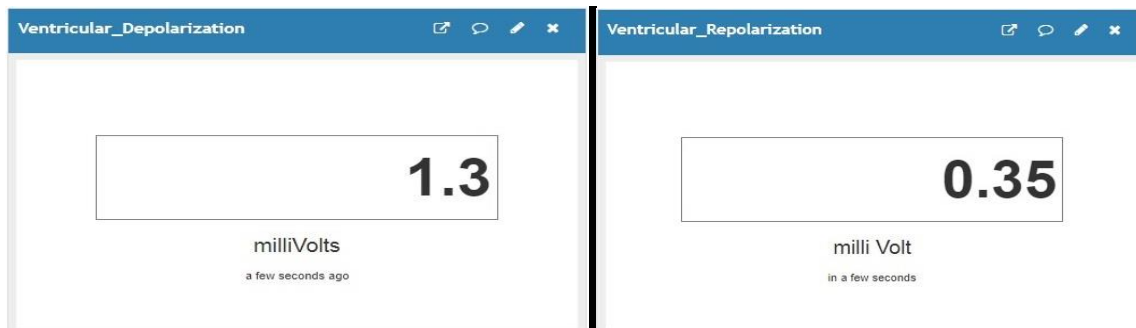 Ventricular_Depolarization
1.3
milliVolts
a few seconds ago
Ventricular_Repolarization
0.35
milli Volt
in a few seconds